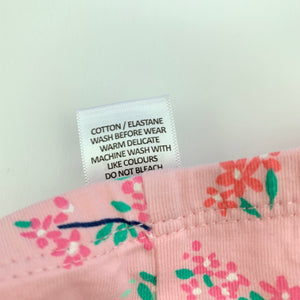 COTTON / ELASTANE
WASH BEFORE WEAR
WARM DELICATE
MACHINE WASH WITH
LIKE COLOURS
DO NOT BLEACH